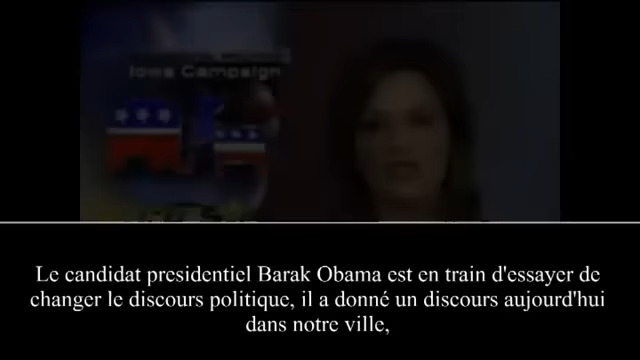 Iowa Campaign
Le candidat presidentiel Barak Obama est en train d'essayer de
changer le discours politique, il a donné un discours aujourd'hui
dans notre ville,